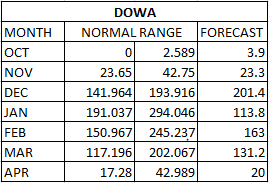 DOWA
MONTH NORMAL RANGE FORECAST
OCT 0 2.589 3.9
NOV 23.65 42.75 23.3
DEC 141.964 193.916 201.4
JAN 191.037 294.046 113.8
FEB 150.967 245.237 163
MAR 117.196 202.067 131.2
APR 17.28 42.989 20